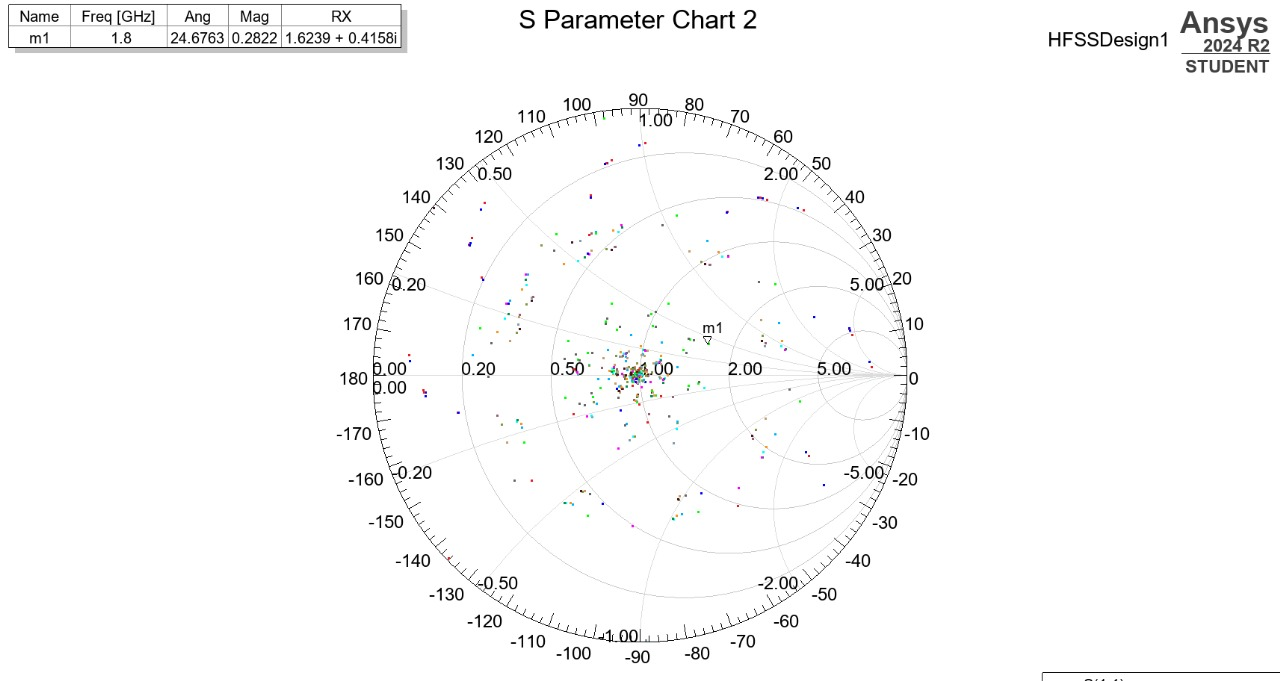 Name Freq [GHz] Ang Mag RX
m1 1.8 24.6763 0.2822 1.6239 + 0.4158i
S Parameter Chart 2
HFSSDesign1
Ansys
2024 R2
STUDENT
90
100 80
110 1.00 70
120 60
130 0.50 2.00 50
140 40
150 30
160 0.20 5.00 20
170 m1 10
180 0.00 0.20 0.50 1.00 2.00 5.00 0
0.00
-170 -10
-160 -0.20 -5.00 -20
-150 -30
-140 -40
-130 -0.50 -2.00 -50
-120 -60
-110 -1.00 -70
-100 -80
-90